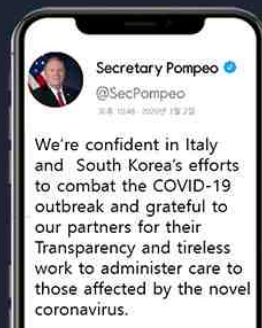 Secretary Pompeo
@SecPompeo
We're confident in Italy
and South Korea's efforts
to combat the COVID-19
outbreak and grateful to
our partners for their
Transparency and tireless
work to administer care to
those affected by the novel
coronavirus.